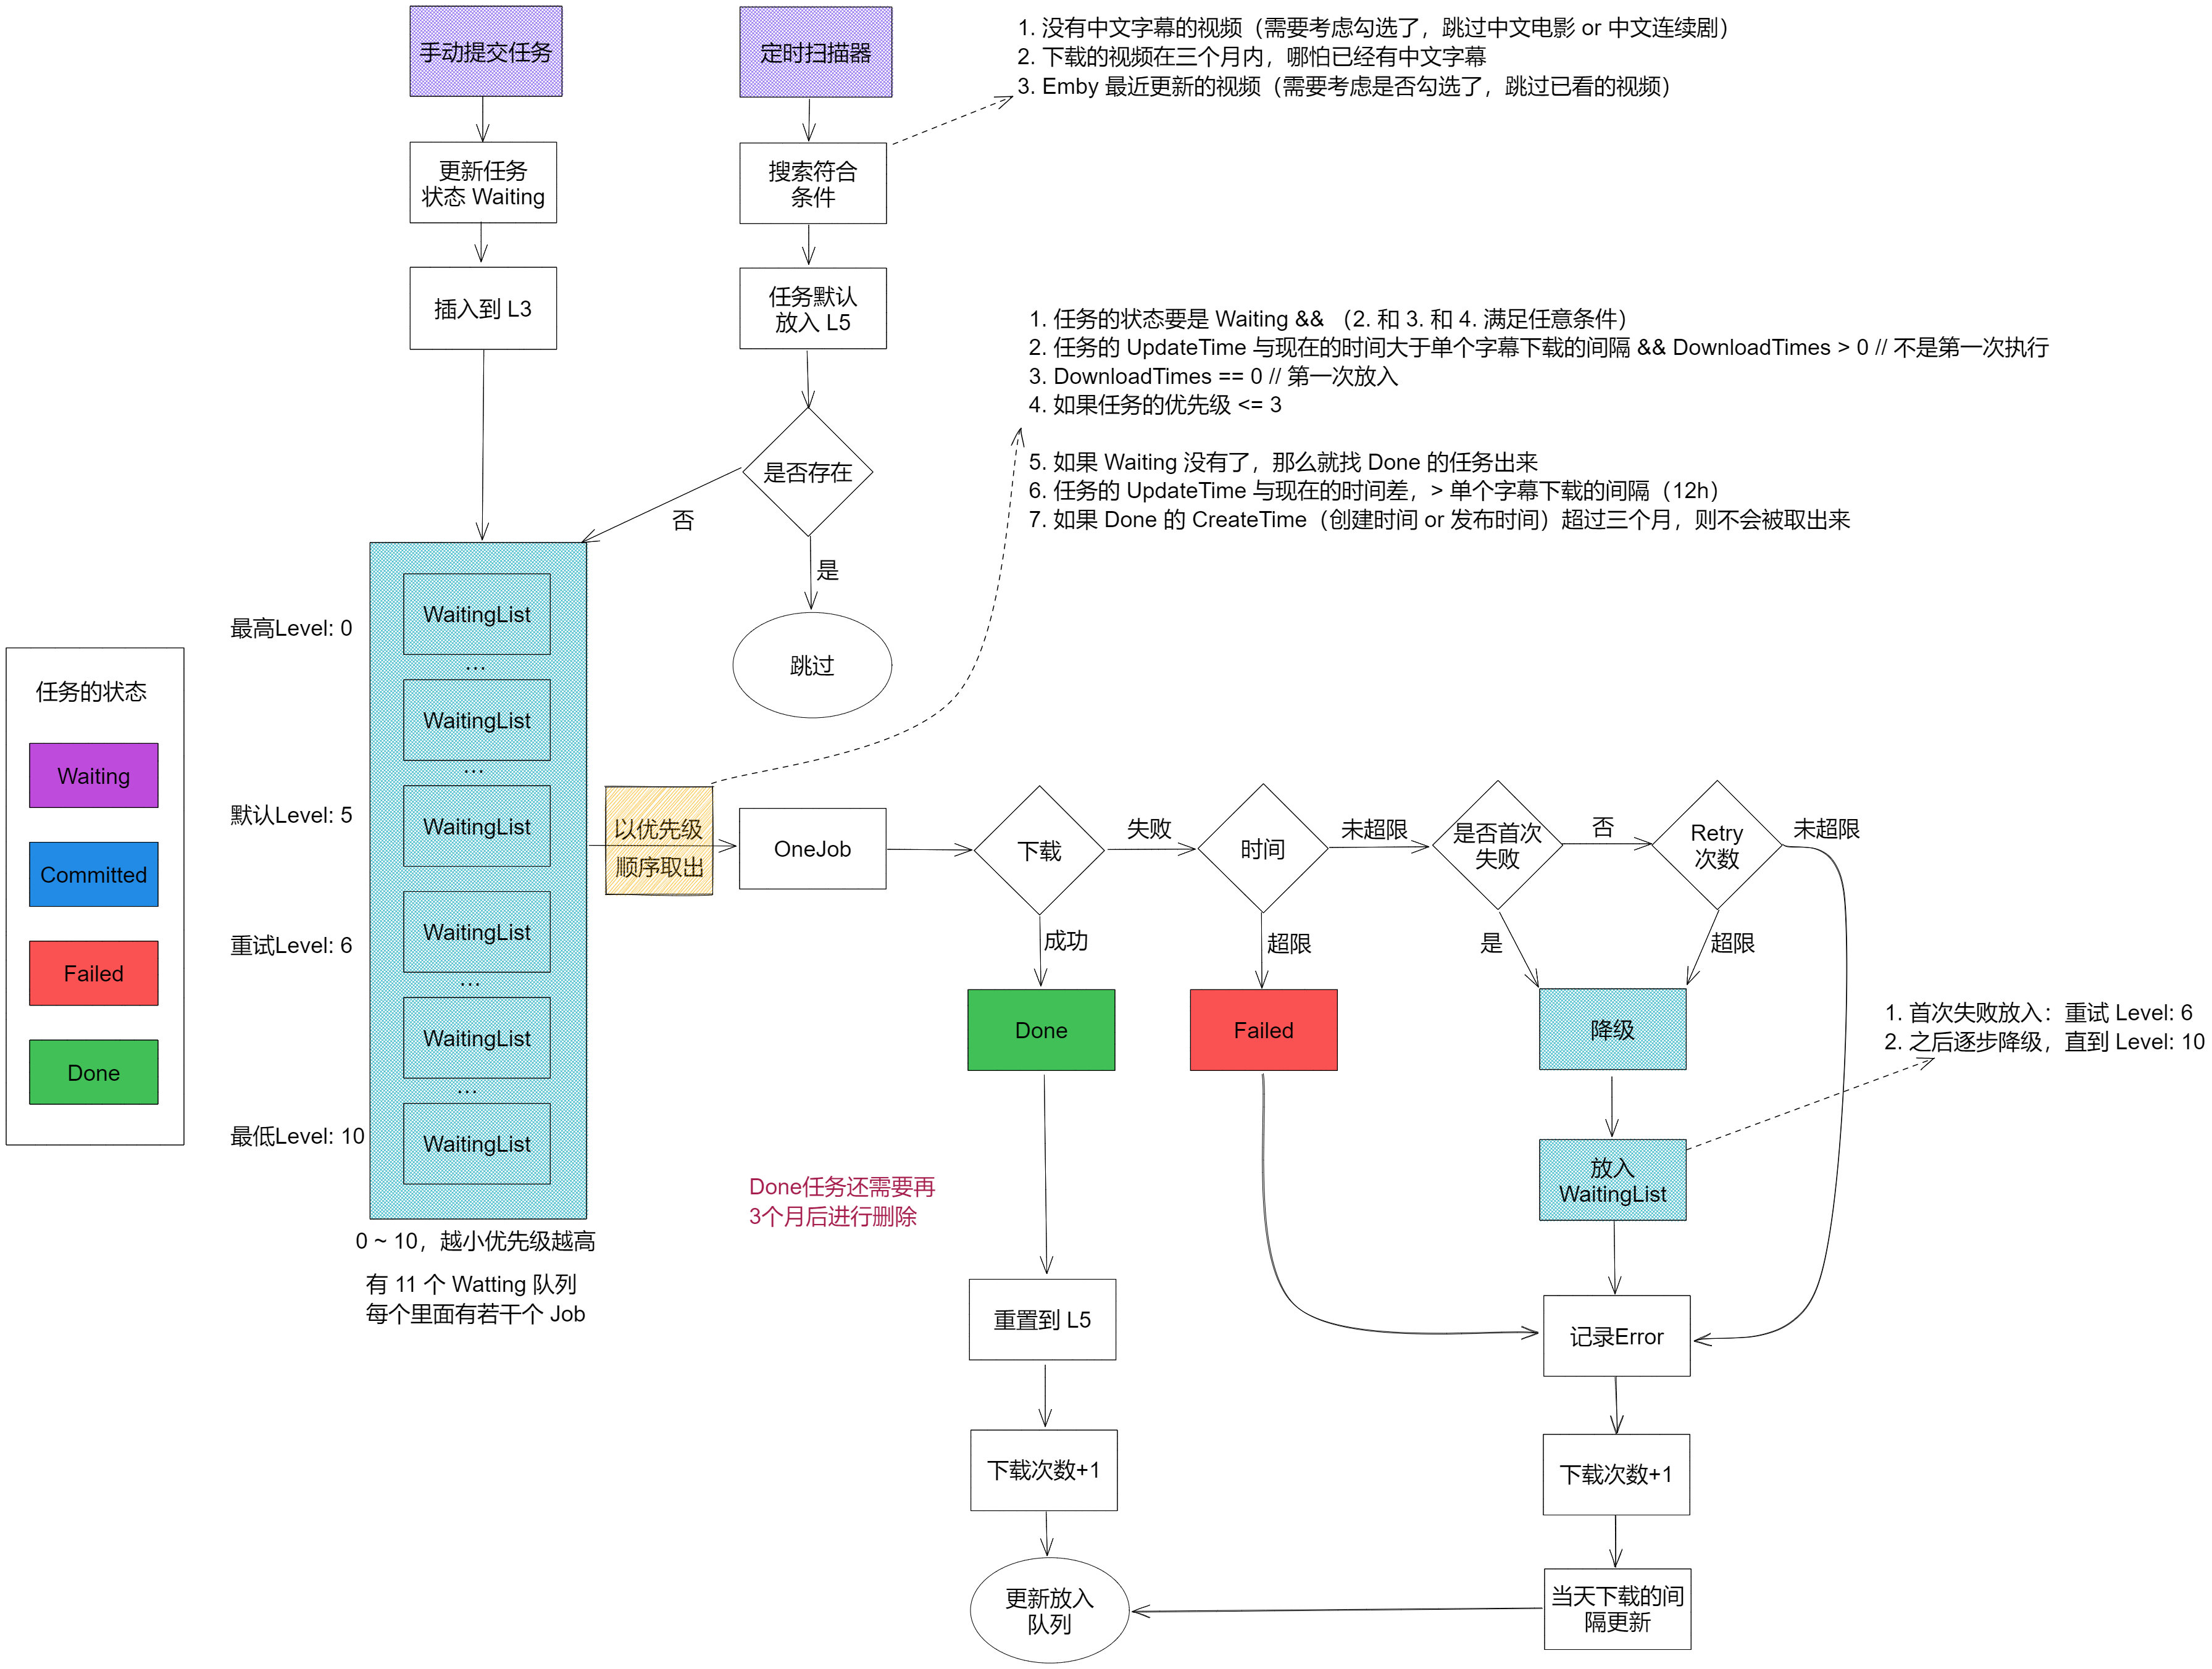 手动提交任务
定时扫描器
1. 没有中文字幕的视频（需要考虑勾选了，跳过中文电影 or 中文连续剧）
2. 下载的视频在三个月内，哪怕已经有中文字幕
3. Emby 最近更新的视频（需要考虑是否勾选了，跳过已看的视频）
更新任务
状态 Waiting
搜索符合
条件
插入到 L3
任务默认
放入 L5
1. 任务的状态要是 Waiting && （2. 和 3. 和 4. 满足任意条件）
2. 任务的 UpdateTime 与现在的时间大于单个字幕下载的间隔 && DownloadTimes > 0 // 不是第一次执行
3. DownloadTimes == 0 // 第一次放入
4. 如果任务的优先级 <= 3
5. 如果 Waiting 没有了，那么就找 Done 的任务出来
6. 任务的 UpdateTime 与现在的时间差，> 单个字幕下载的间隔（12h）
7. 如果 Done 的 CreateTime（创建时间 or 发布时间）超过三个月，则不会被取出来
是否存在
否
是
跳过
任务的状态
Waiting
Committed
Failed
Done
最高Level: 0
默认Level: 5
重试Level: 6
最低Level: 10
WaitingList
...
WaitingList
...
WaitingList
WaitingList
...
WaitingList
...
WaitingList
0 ~ 10，越小优先级越高
有 11 个 Watting 队列
每个里面有若干个 Job
以优先级
顺序取出
OneJob
下载
失败
时间
未超限
是否首次
失败
否
Retry
次数
未超限
成功
超限
是
超限
Done
Failed
降级
1. 首次失败放入：重试 Level: 6
2. 之后逐步降级，直到 Level: 10
放入
WaitingList
Done任务还需要再
3个月后进行删除
重置到 L5
记录Error
下载次数+1
下载次数+1
更新放入
队列
当天下载的间
隔更新